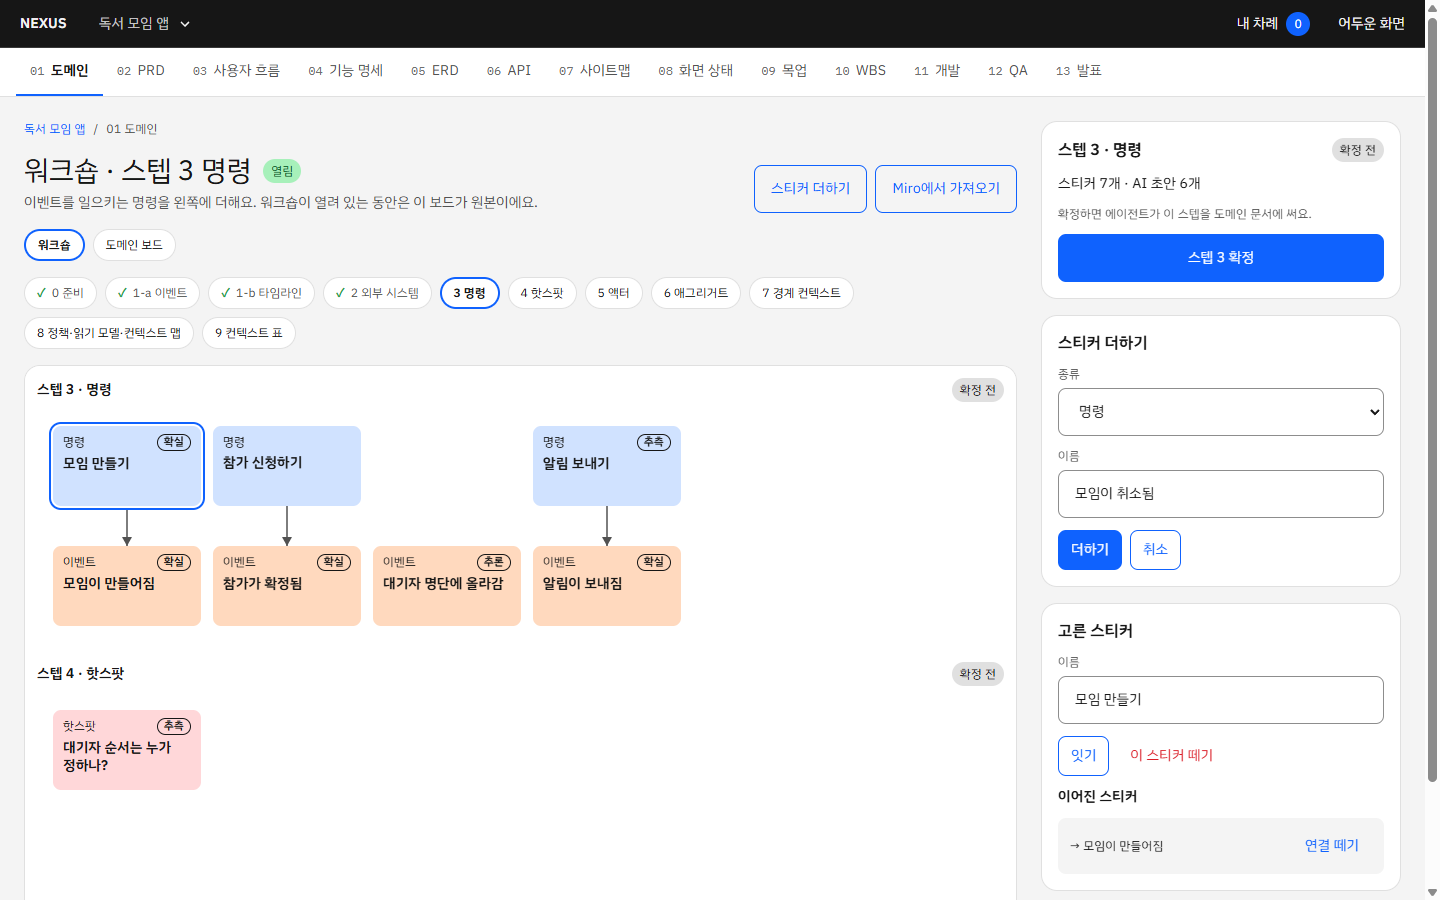 NEXUS
독서 모임 앱
내 차례 0
어두운 화면
01 도메인
02 PRD
03 사용자 흐름
04 기능 명세
05 ERD
06 API
07 사이트맵
08 화면 상태
09 목업
10 WBS
11 개발
12 QA
13 발표
독서 모임 앱 / 01 도메인
워크숍 · 스텝 3 명령 열림
이벤트를 일으키는 명령을 왼쪽에 더해요. 워크숍이 열려 있는 동안은 이 보드가 원본이에요.
스티커 더하기
Miro에서 가져오기
워크숍
도메인 보드
✓ 0 준비
✓ 1-a 이벤트
✓ 1-b 타임라인
✓ 2 외부 시스템
3 명령
4 핫스팟
5 액터
6 애그리거트
7 경계 컨텍스트
8 정책·읽기 모델·컨텍스트 맵
9 컨텍스트 표
스텝 3 · 명령
확정 전
명령 확실
모임 만들기
명령
참가 신청하기
명령 추측
알림 보내기
이벤트 확실
모임이 만들어짐
이벤트 확실
참가가 확정됨
이벤트 추론
대기자 명단에 올라감
이벤트 확실
알림이 보내짐
스텝 4 · 핫스팟
확정 전
핫스팟 추측
대기자 순서는 누가
정하나?
스텝 3 · 명령
확정 전
스티커 7개 · AI 초안 6개
확정하면 에이전트가 이 스텝을 도메인 문서에 써요.
스텝 3 확정
스티커 더하기
종류
명령
이름
모임이 취소됨
더하기
취소
고른 스티커
이름
모임 만들기
잇기
이 스티커 떼기
이어진 스티커
→ 모임이 만들어짐
연결 떼기